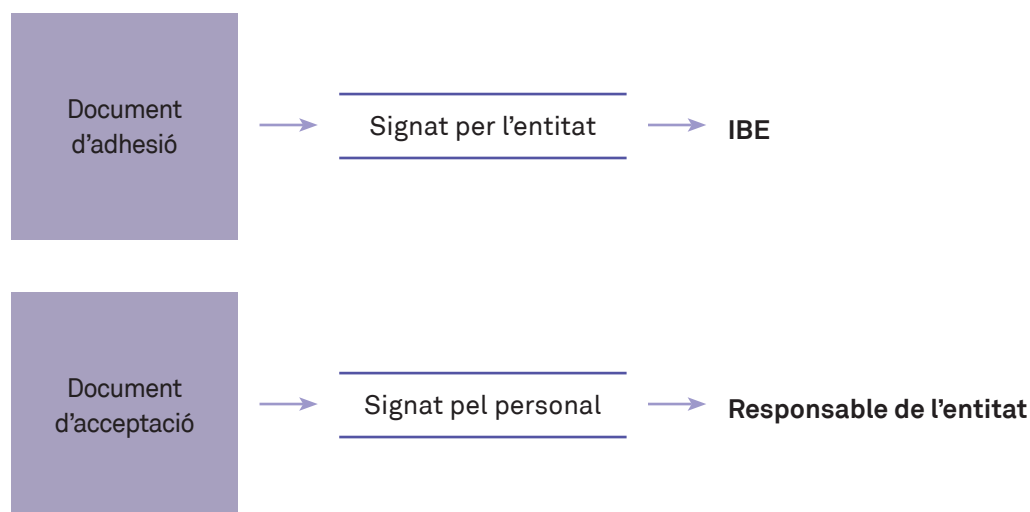 Document
d’adhesió
Signat per l’entitat
IBE
Document
d’acceptació
Signat pel personal
Responsable de l’entitat